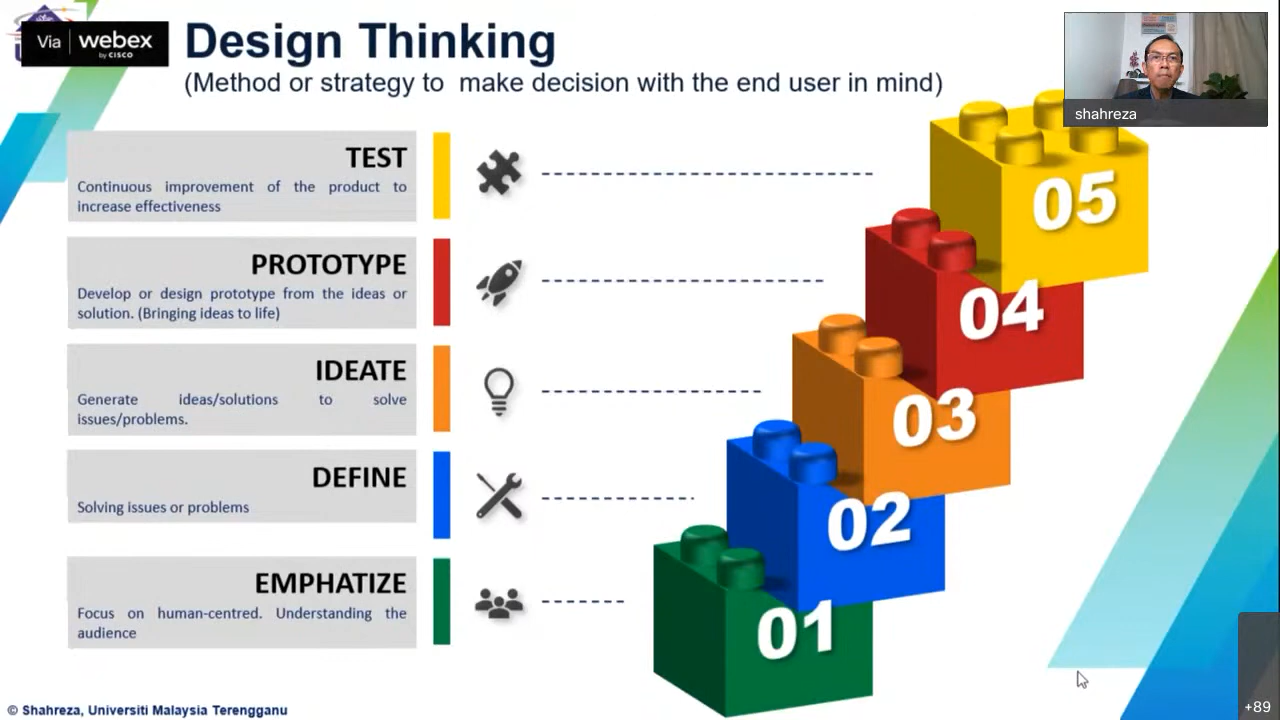 Via webex
by CISCO
Design Thinking
(Method or strategy to make decision with the end user in mind)
shahreza
TEST
Continuous improvement of the product to
increase effectiveness
05
PROTOTYPE
Develop or design prototype from the ideas or
solution. (Bringing ideas to life)
04
IDEATE
Generate ideas/solutions to solve
issues/problems.
03
DEFINE
Solving issues or problems
02
EMPHATIZE
Focus on human-centred. Understanding the
audience
01
© Shahreza, Universiti Malaysia Terengganu
+89